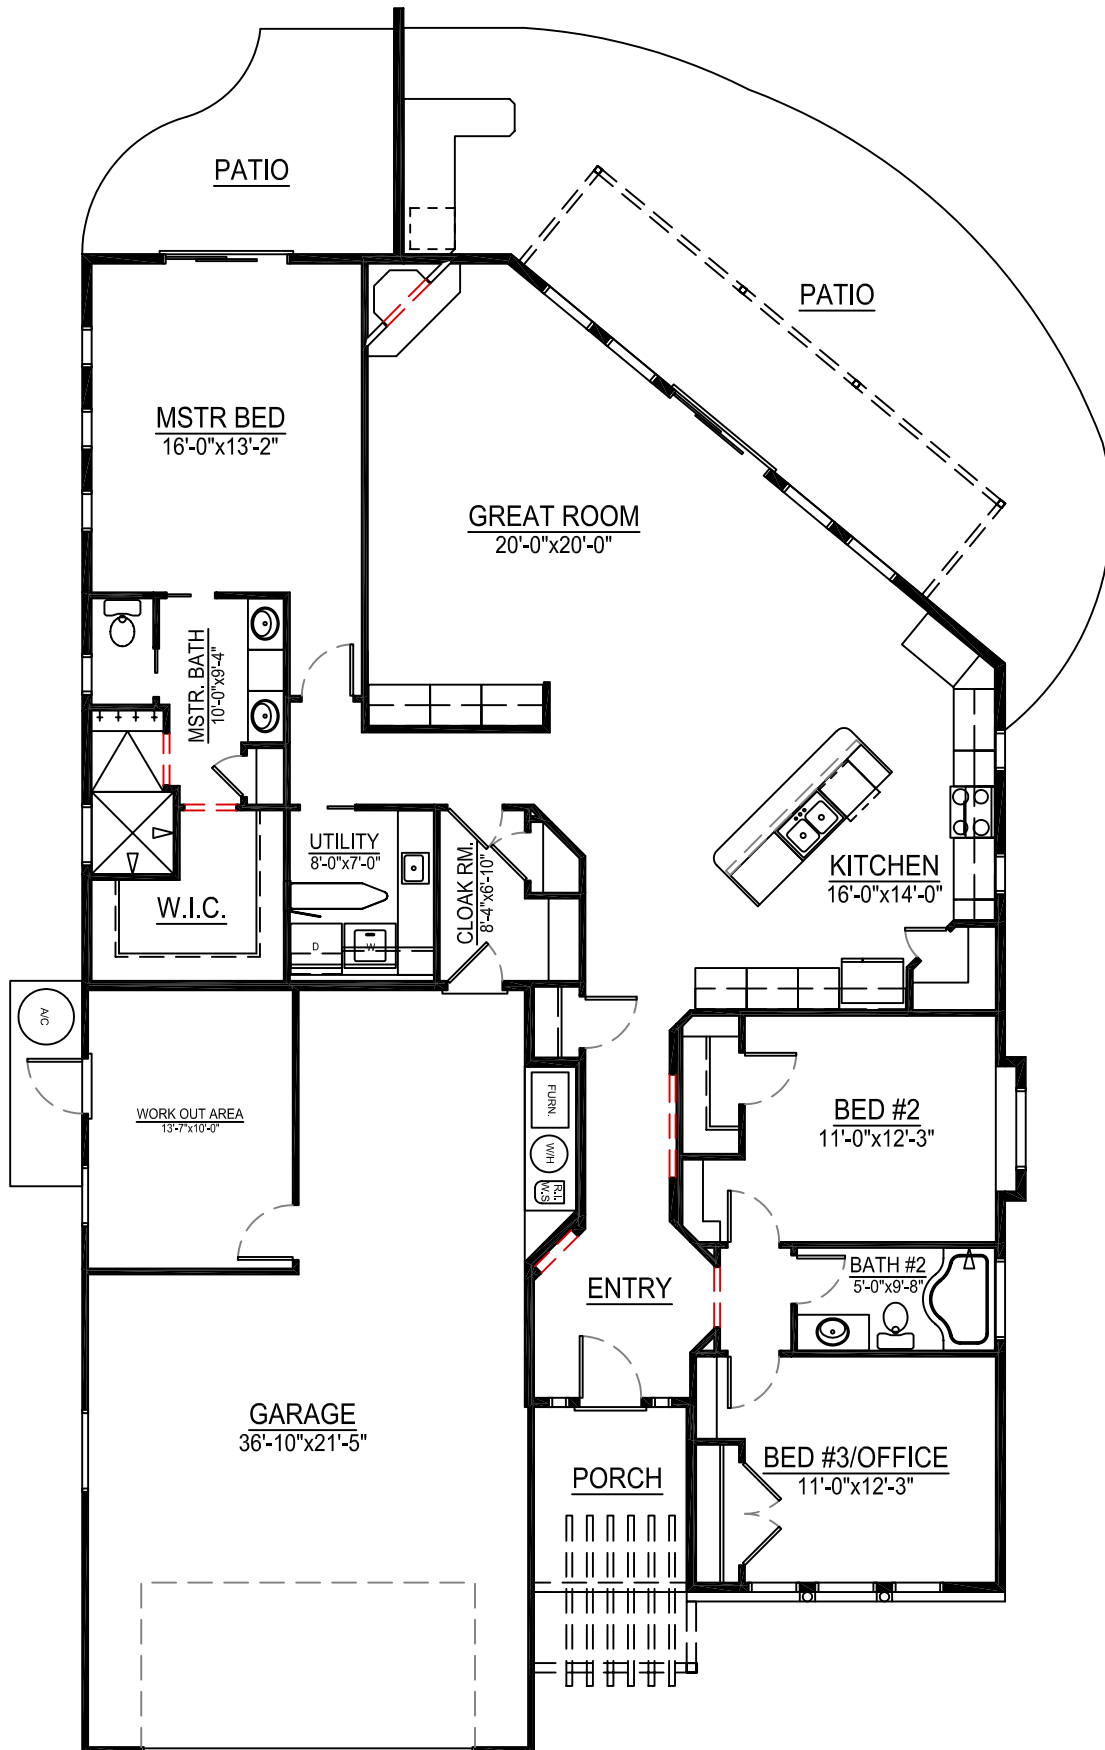 PATIO
PATIO
MSTR BED
16'-0"x13'-2"
GREAT ROOM
20'-0"x20'-0"
MSTR. BATH
10'-0"x9'-4"
UTILITY
8'-0"x7'-0"
CLOAK RM.
8'-4"x6'-10"
KITCHEN
16'-0"x14'-0"
W.I.C.
D
W
A/C
WORK OUT AREA
13'-7"x10'-0"
FURN.
W/H
R.I.
W.S
BED #2
11'-0"x12'-3"
BATH #2
5'-0"x9'-8"
ENTRY
GARAGE
36'-10"x21'-5"
PORCH
BED #3/OFFICE
11'-0"x12'-3"